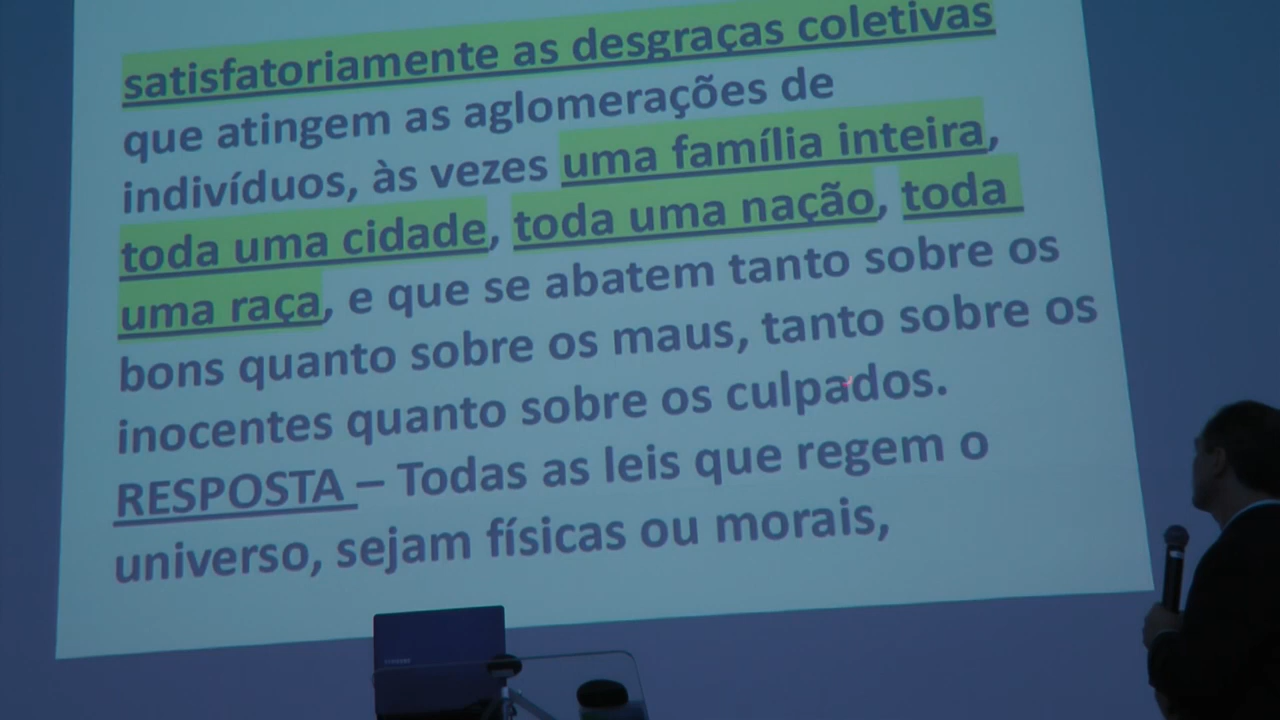 satisfatoriamente as desgraças coletivas
que atingem as aglomerações de
indivíduos, às vezes uma família inteira,
toda uma cidade, toda uma nação, toda
uma raça, e que se abatem tanto sobre os
bons quanto sobre os maus, tanto sobre os
inocentes quanto sobre os culpados.
RESPOSTA – Todas as leis que regem o
universo, sejam físicas ou morais,